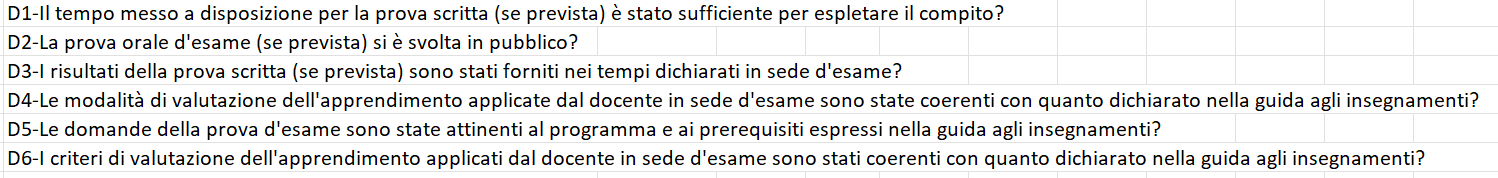 D1-Il tempo messo a disposizione per la prova scritta (se prevista) è stato sufficiente per espletare il compito?
D2-La prova orale d'esame (se prevista) si è svolta in pubblico?
D3-I risultati della prova scritta (se prevista) sono stati forniti nei tempi dichiarati in sede d'esame?
D4-Le modalità di valutazione dell'apprendimento applicate dal docente in sede d'esame sono state coerenti con quanto dichiarato nella guida agli insegnamenti?
D5-Le domande della prova d'esame sono state attinenti al programma e ai prerequisiti espressi nella guida agli insegnamenti?
D6-I criteri di valutazione dell'apprendimento applicati dal docente in sede d'esame sono stati coerenti con quanto dichiarato nella guida agli insegnamenti?